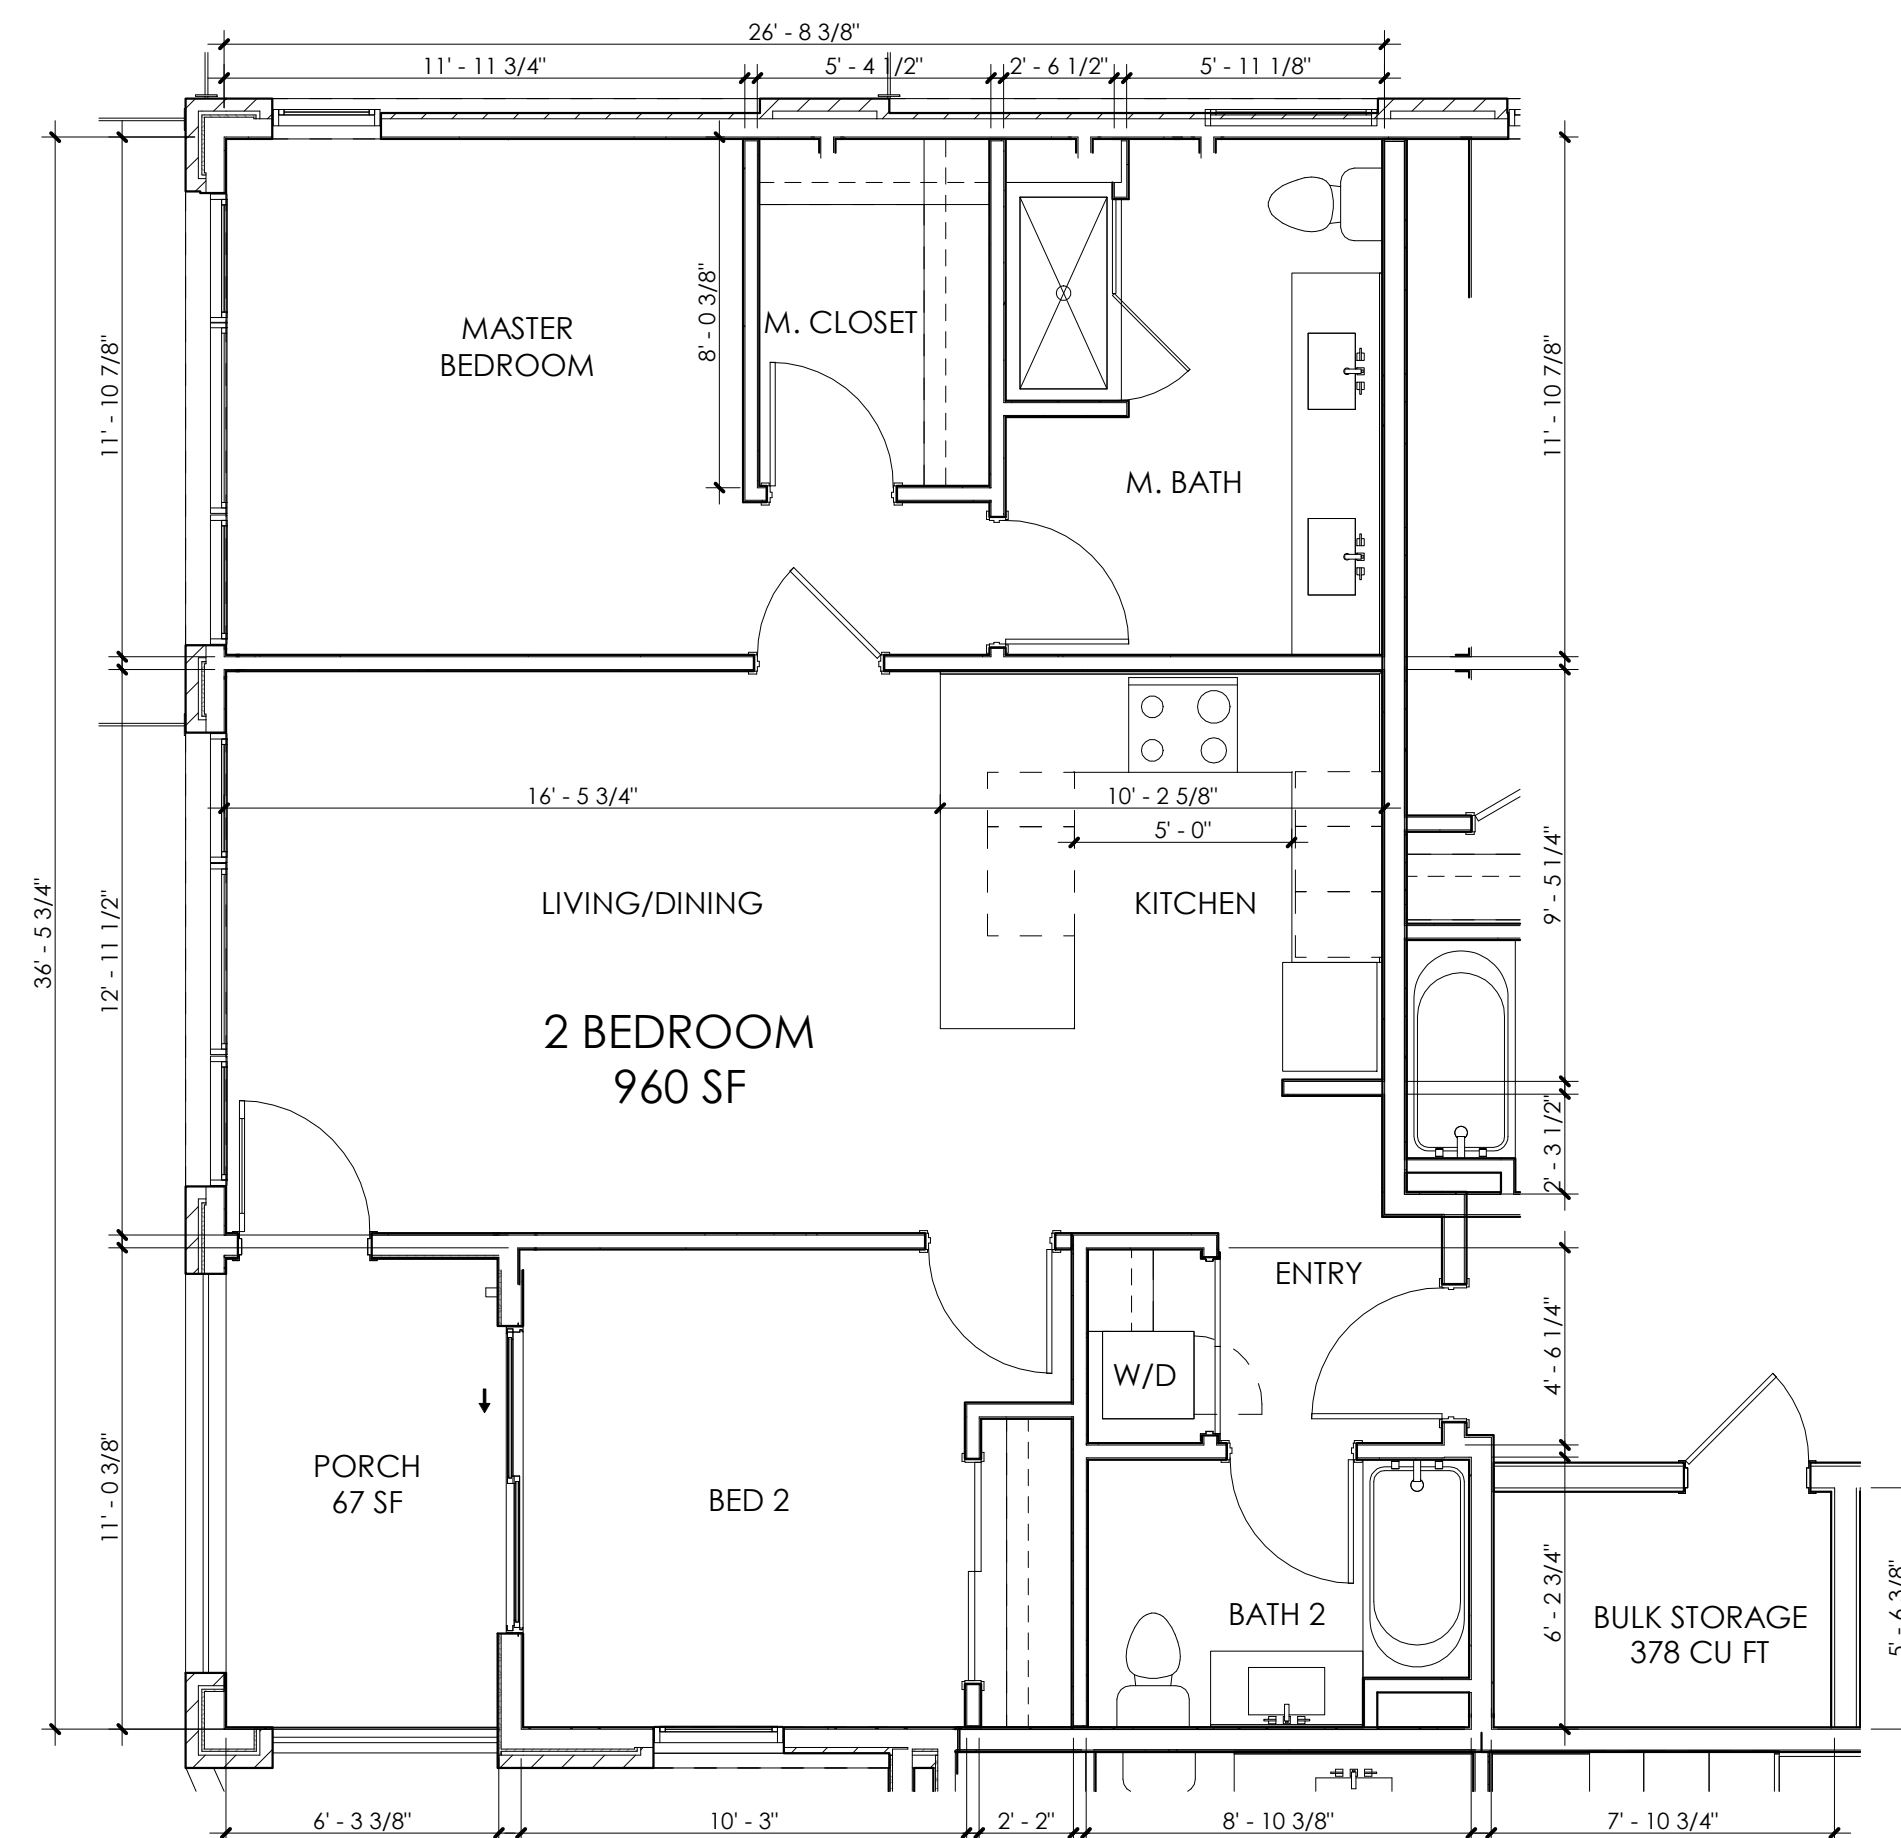 26' - 8 3/8"
11' - 11 3/4"
5' - 4 1/2"
2' - 6 1/2"
5' - 11 1/8"
8' - 0 3/8"
MASTER
BEDROOM
M. CLOSET
11' - 10 7/8"
11' - 10 7/8"
M. BATH
16' - 5 3/4"
10' - 2 5/8"
5' - 0"
36' - 5 3/4"
12' - 11 1/2"
LIVING/DINING
KITCHEN
9' - 5 1/4"
2 BEDROOM
960 SF
2' - 3 1/2"
ENTRY
4' - 6 1/4"
W/D
11' - 0 3/8"
PORCH
67 SF
BED 2
BATH 2
6' - 2 3/4"
BULK STORAGE
378 CU FT
5' - 6 3/8"
6' - 3 3/8"
10' - 3"
2' - 2"
8' - 10 3/8"
7' - 10 3/4"